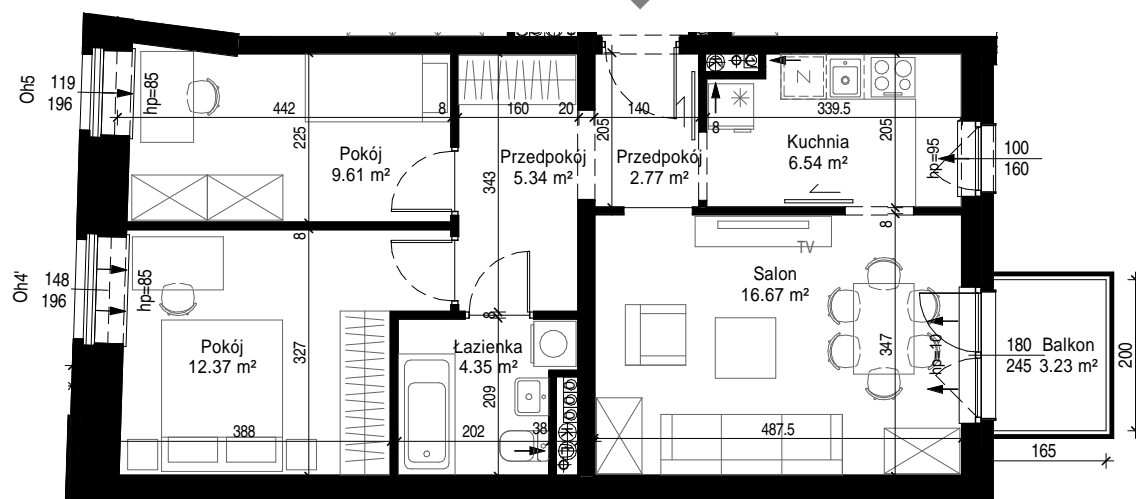 Oh5
119
196
hp=85
442
8
225
Pokój
9.61 m²
160
20
343
Przedpokój
5.34 m²
140
205
Przedpokój
2.77 m²
8
N
339.5
Kuchnia
6.54 m²
205
hp=95
100
160
Oh4'
148
196
hp=85
8
Pokój
12.37 m²
327
388
8
Łazienka
4.35 m²
209
202
38
TV
Salon
16.67 m²
8
347
487.5
hp=10
180
245
Balkon
3.23 m²
200
165